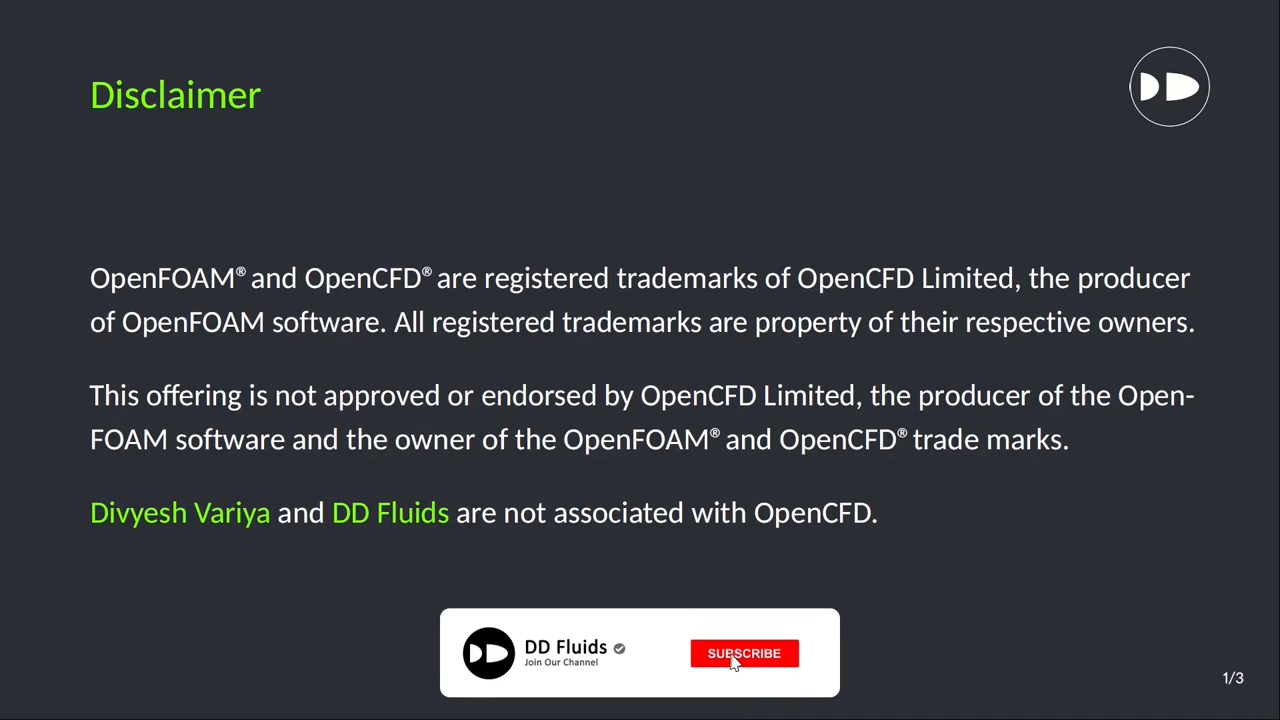 Disclaimer
OpenFOAM® and OpenCFD® are registered trademarks of OpenCFD Limited, the producer
of OpenFOAM software. All registered trademarks are property of their respective owners.
This offering is not approved or endorsed by OpenCFD Limited, the producer of the Open-
FOAM software and the owner of the OpenFOAM® and OpenCFD® trade marks.
Divyesh Variya and DD Fluids are not associated with OpenCFD.
DD Fluids
Join Our Channel
SUBSCRIBE
1/3